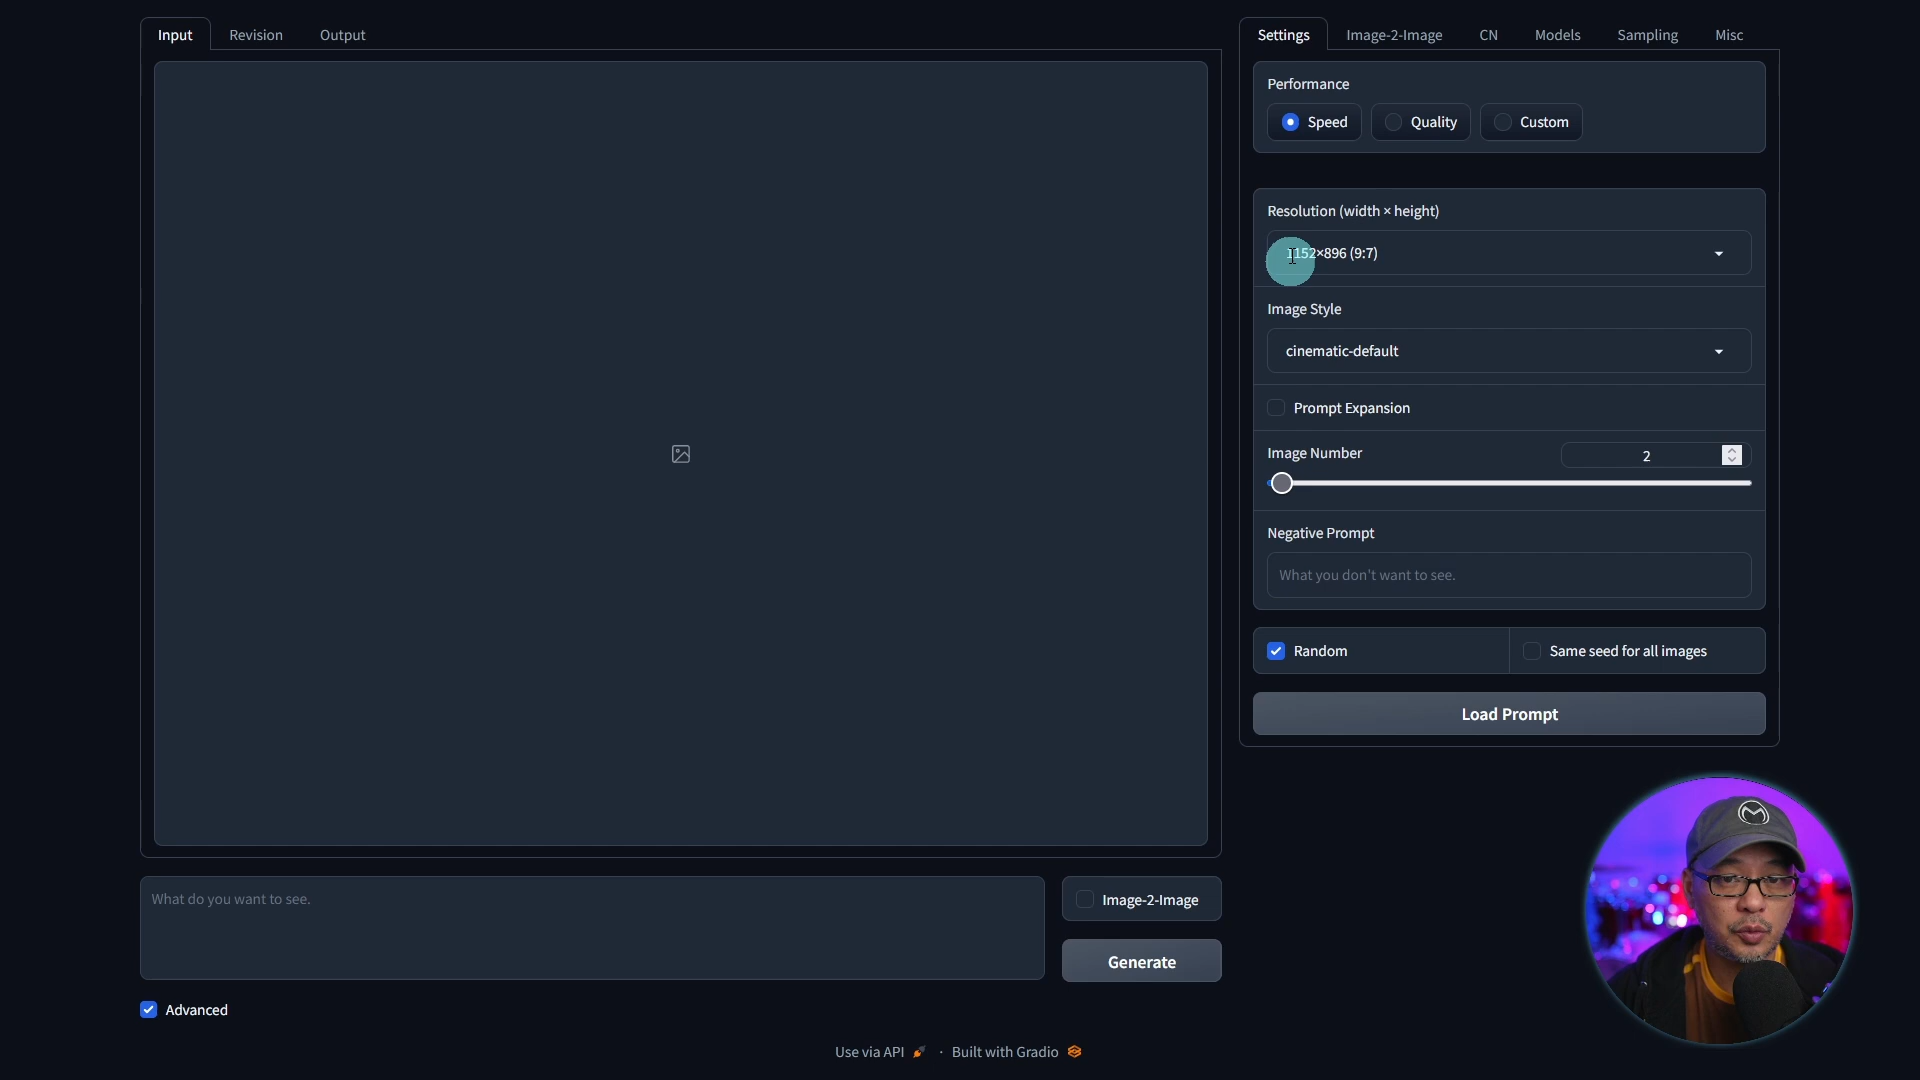 Input
Revision
Output
Settings
Image-2-Image
CN
Models
Sampling
Misc
Performance
Speed
Quality
Custom
Resolution (width × height)
1152×896 (9:7)
Image Style
cinematic-default
Prompt Expansion
Image Number
2
Negative Prompt
What you don't want to see.
Random
Same seed for all images
Load Prompt
What do you want to see.
Image-2-Image
Generate
Advanced
Use via API
· Built with Gradio